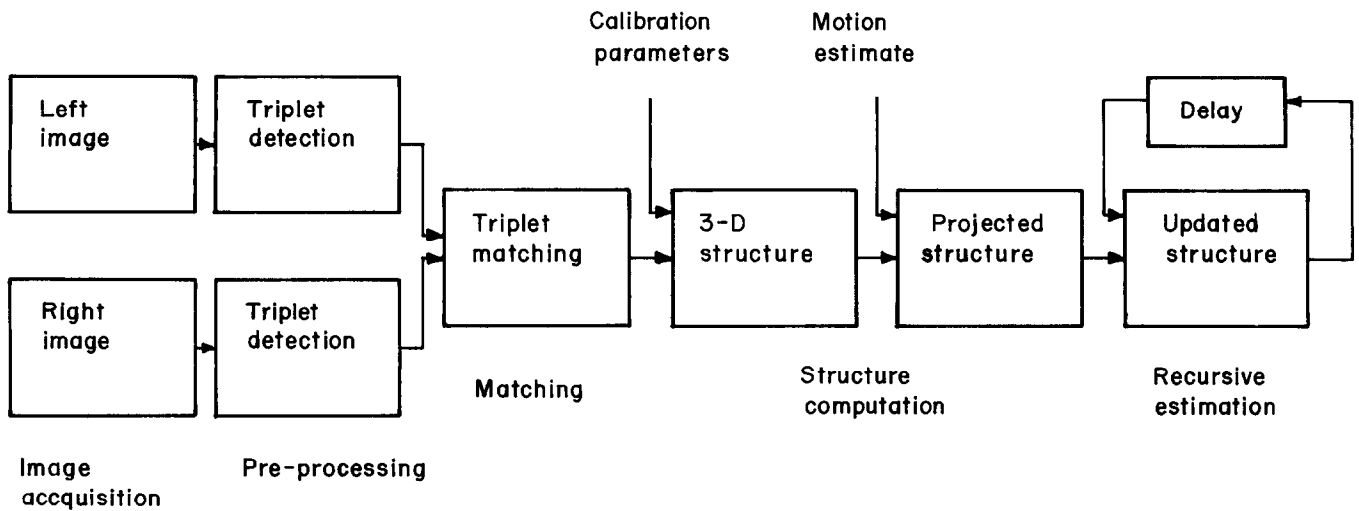 Calibration
parameters
Motion
estimate
Left
image
Triplet
detection
Delay
Triplet
matching
3-D
structure
Projected
structure
Updated
structure
Right
image
Triplet
detection
Matching
Structure
computation
Recursive
estimation
Image
accquisition
Pre-processing